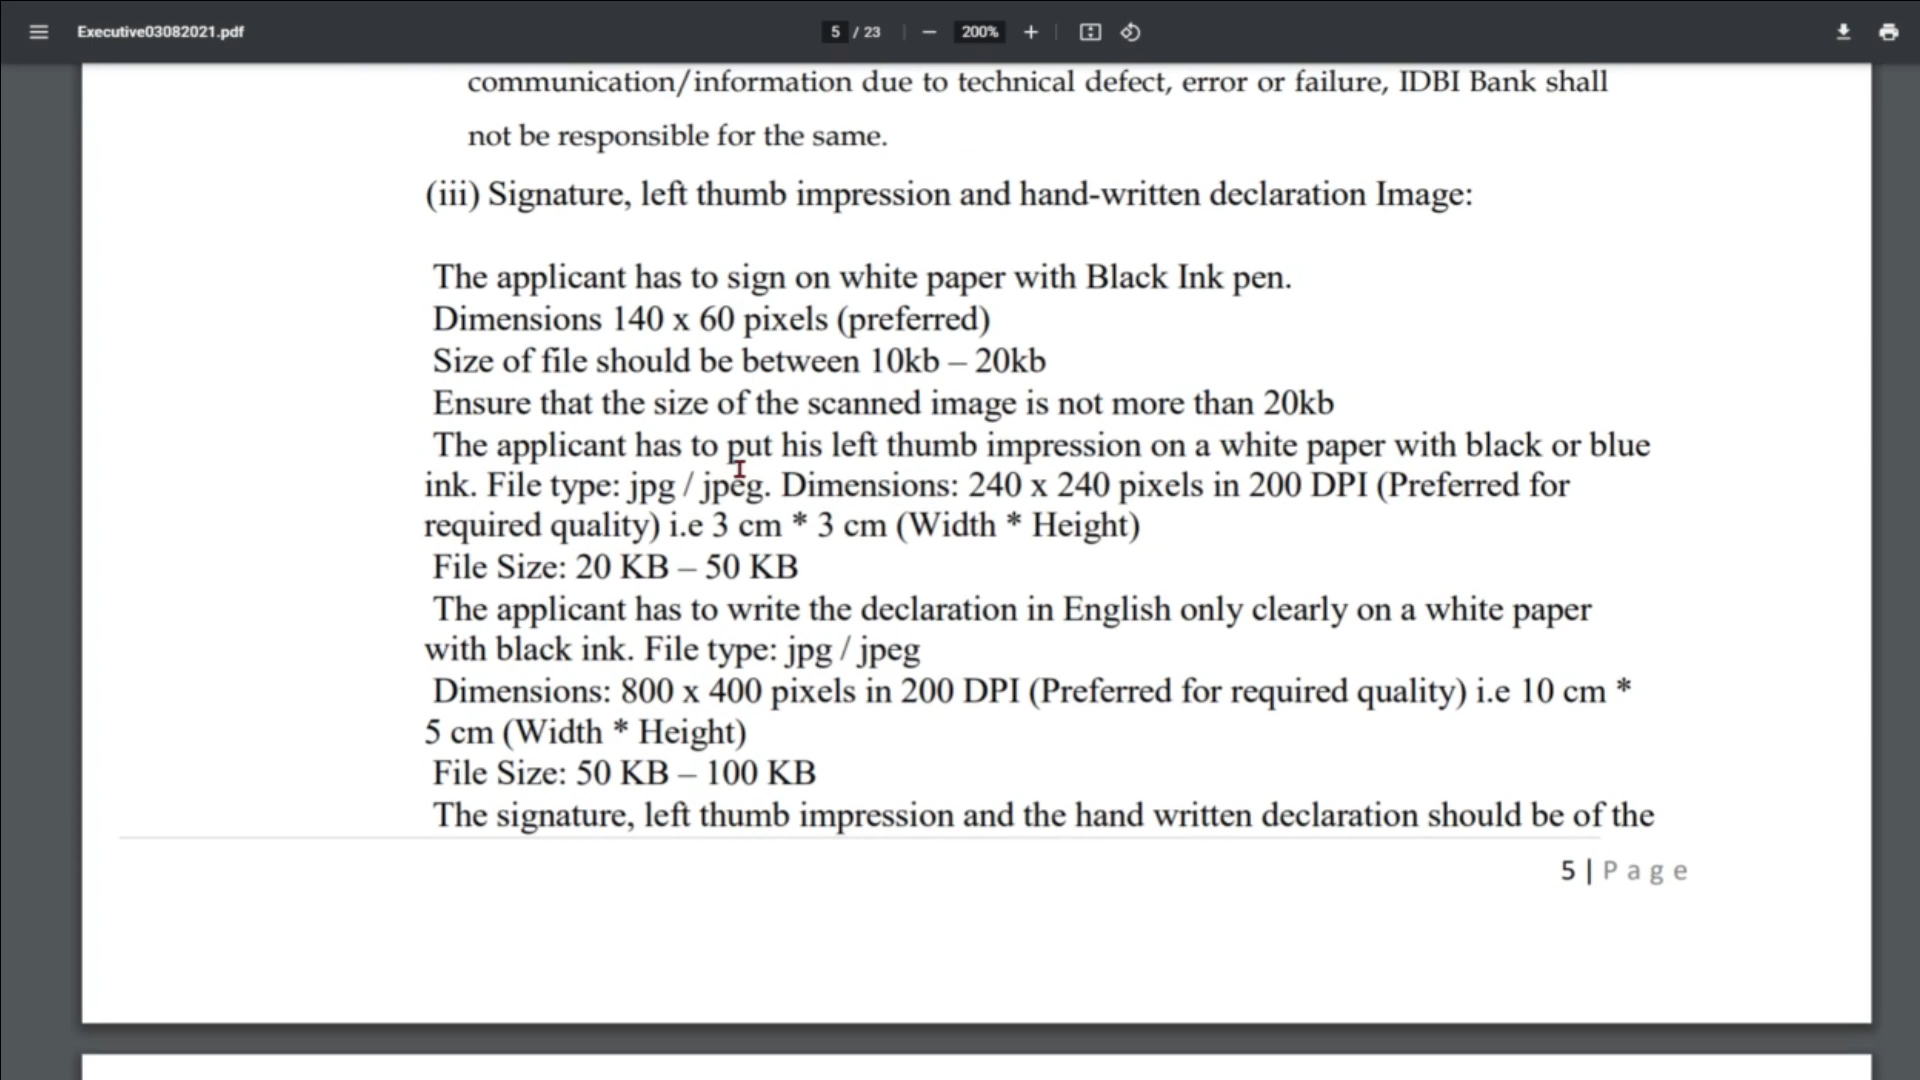 Executive03082021.pdf
5 / 23
200%
communication/information due to technical defect, error or failure, IDBI Bank shall
not be responsible for the same.
(iii) Signature, left thumb impression and hand-written declaration Image:
The applicant has to sign on white paper with Black Ink pen.
Dimensions 140 x 60 pixels (preferred)
Size of file should be between 10kb – 20kb
Ensure that the size of the scanned image is not more than 20kb
The applicant has to put his left thumb impression on a white paper with black or blue
ink. File type: jpg / jpeg. Dimensions: 240 x 240 pixels in 200 DPI (Preferred for
required quality) i.e 3 cm * 3 cm (Width * Height)
File Size: 20 KB – 50 KB
The applicant has to write the declaration in English only clearly on a white paper
with black ink. File type: jpg / jpeg
Dimensions: 800 x 400 pixels in 200 DPI (Preferred for required quality) i.e 10 cm *
5 cm (Width * Height)
File Size: 50 KB – 100 KB
The signature, left thumb impression and the hand written declaration should be of the
5 | Page